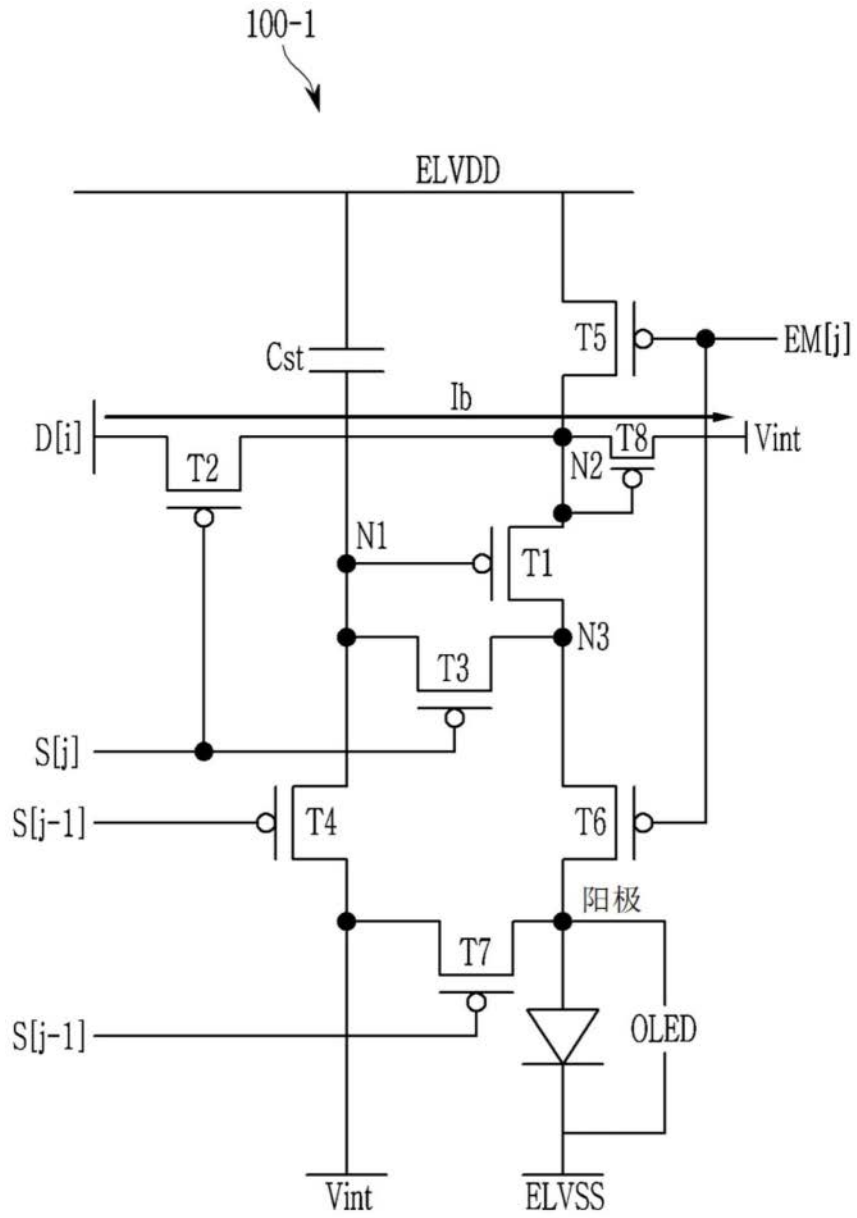 100-1
ELVDD
T5
EM[j]
Cst
Ib
D[i]
T2
T8
Vint
N2
N1
T1
T3
N3
S[j]
S[j-1]
T4
T6
阳极
T7
S[j-1]
OLED
Vint
ELVSS